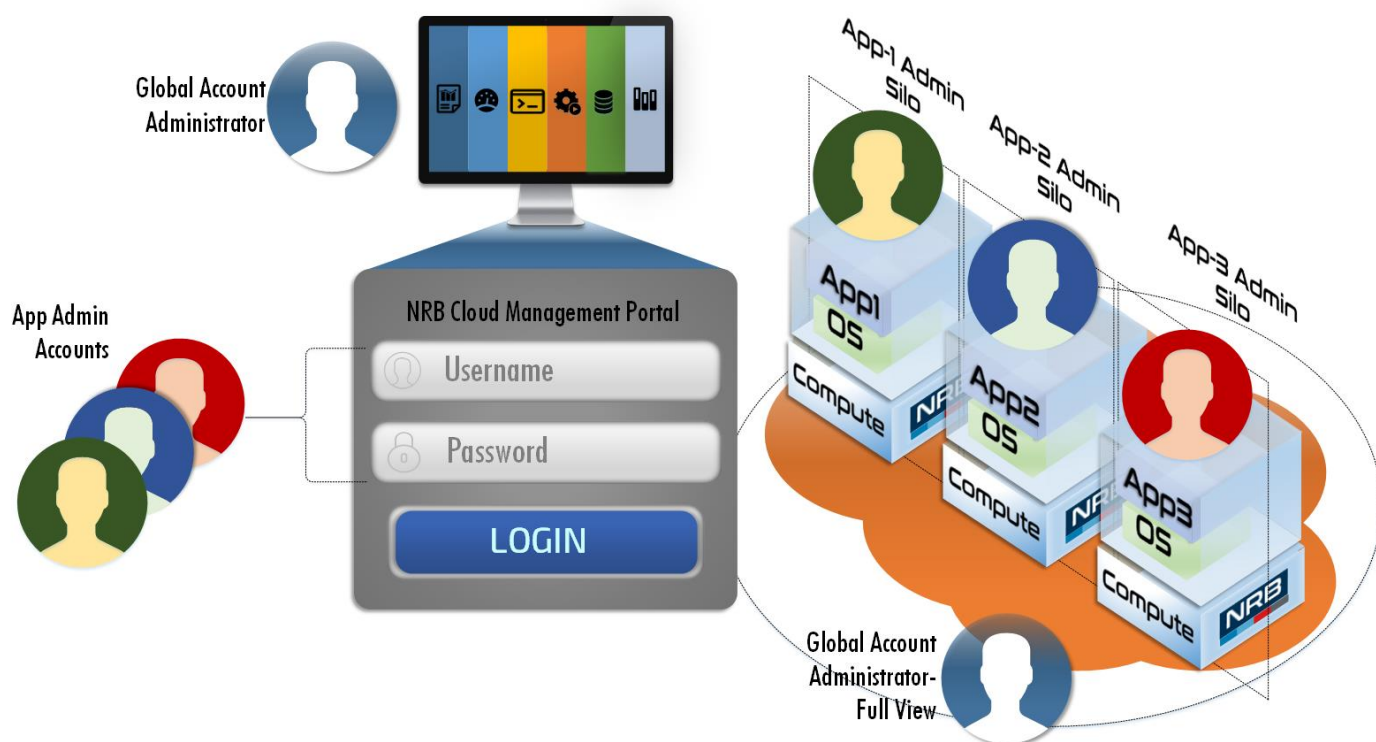 Global Account
Administrator
App Admin
Accounts
NRB Cloud Management Portal
Username
Password
LOGIN
App-1 Admin
Silo
App-2 Admin
Silo
App-3 Admin
Silo
App1
OS
Compute
NRB
App2
OS
Compute
NRB
App3
OS
Compute
NRB
Global Account
Administrator-
Full View